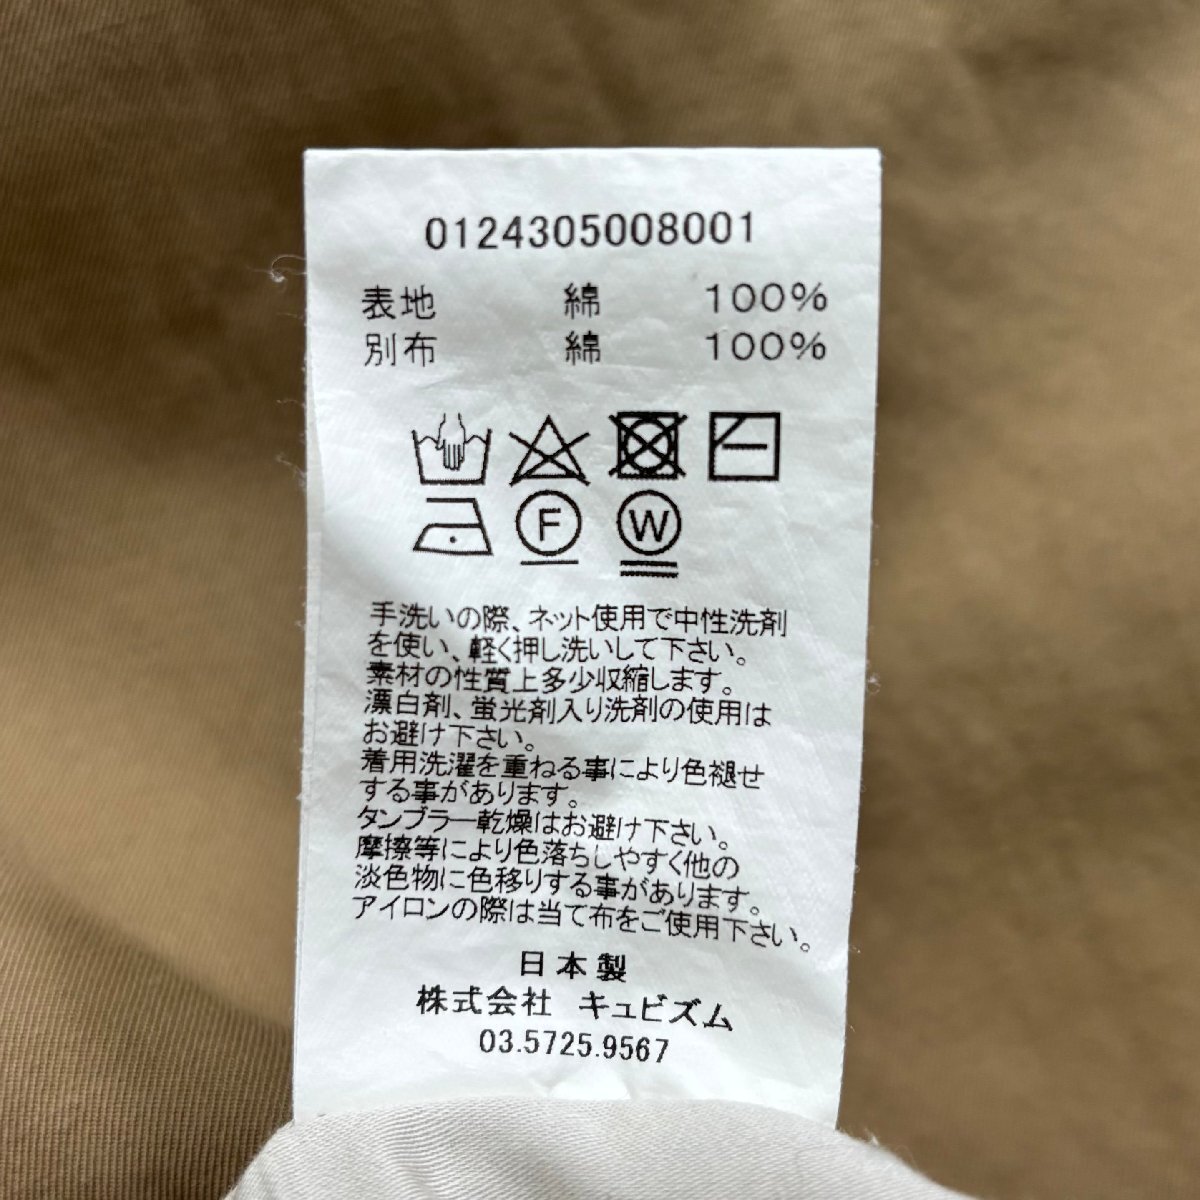 0124305008001
表地 綿 100%
別布 綿 100%
F W
手洗いの際、ネット使用で中性洗剤
を使い、軽く押し洗いして下さい。
素材の性質上多少収縮します。
漂白剤、蛍光剤入り洗剤の使用は
お避け下さい。
着用洗濯を重ねる事により色褪せ
する事があります。
タンブラー乾燥はお避け下さい。
摩擦等により色落ちしやすく他の
淡色物に色移りする事があります。
アイロンの際は当て布をご使用下さい。
日本製
株式会社 キュビズム
03.5725.9567